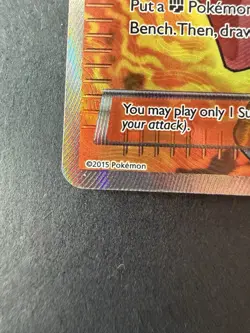 Put a Pokémon
Bench. Then, draw
You may play only 1 Su
your attack).
©2015 Pokémon